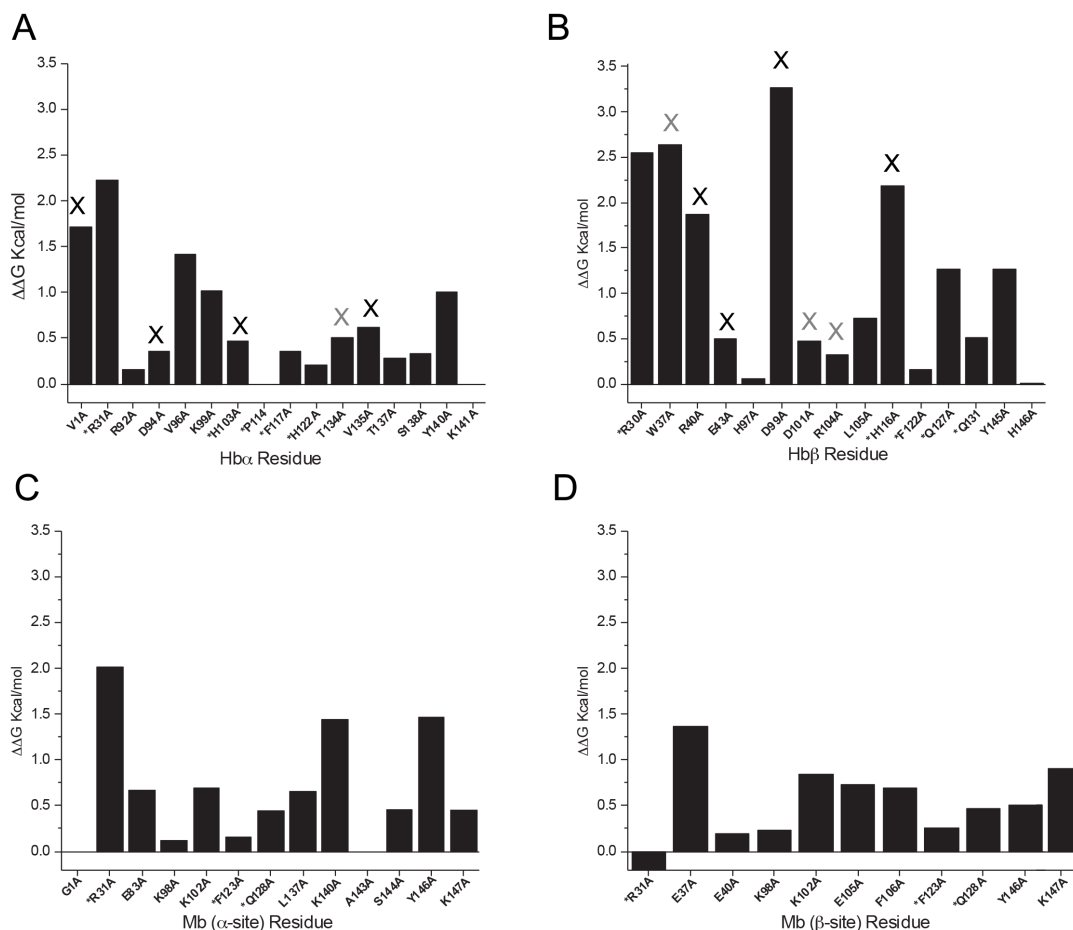 A
B
ΔΔG Kcal/mol
3.5
3.0
2.5
2.0
1.5
1.0
0.5
0.0
X X X X X
V1A *R31A R92A D94A V96A K99A *H103A *P114 *F117A *H122A T134A V135A T137A S138A Y140A K141A
Hbα Residue
ΔΔG Kcal/mol
3.5
3.0
2.5
2.0
1.5
1.0
0.5
0.0
X X X X X X X
*R30A W37A R40A E43A H97A D99A D101A R104A L105A *H116A *F122A *Q127A *Q131 Y145A H146A
Hbβ Residue
C
D
ΔΔG Kcal/mol
3.5
3.0
2.5
2.0
1.5
1.0
0.5
0.0
G1A *R31A E83A K98A K102A *F123A *Q128A L137A K140A A143A S144A Y146A K147A
Mb (α-site) Residue
ΔΔG Kcal/mol
3.5
3.0
2.5
2.0
1.5
1.0
0.5
0.0
*R31A E37A E40A K98A K102A E105A F106A *F123A *Q128A Y146A K147A
Mb (β-site) Residue